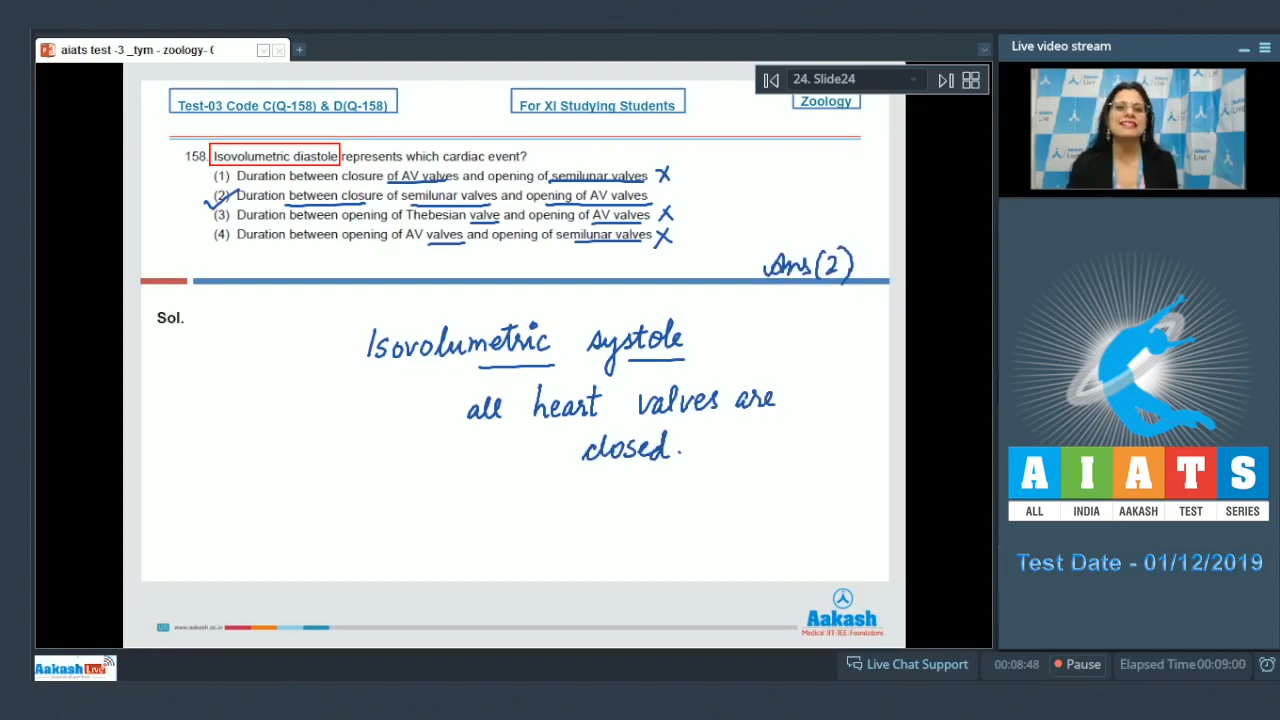 aiats test -3 _tym - zoology- (
Live video stream
24. Slide24
Test-03 Code C(Q-158) & D(Q-158)
For XI Studying Students
Zoology
158. Isovolumetric diastole represents which cardiac event?
(1) Duration between closure of AV valves and opening of semilunar valves
(2) Duration between closure of semilunar valves and opening of AV valves
(3) Duration between opening of Thebesian valve and opening of AV valves
(4) Duration between opening of AV valves and opening of semilunar valves
Ans (2)
Sol.
Isovolumetric systole
all heart valves are
closed.
A I A T S
ALL INDIA AAKASH TEST SERIES
Test Date - 01/12/2019
www.aakash.ac.in
Aakash
Medical|IIT-JEE|Foundations
Aakash Live
Live Chat Support
00:08:48
Pause
Elapsed Time 00:09:00